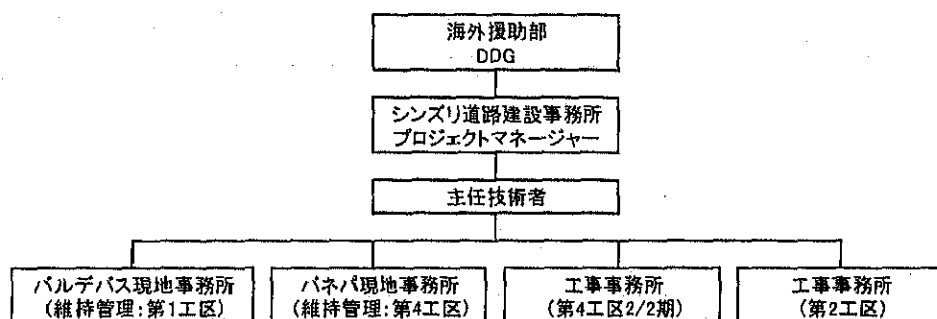 海外援助部
DDG
シンズリ道路建設事務所
プロジェクトマネージャー
主任技術者
バルデバス現地事務所
(維持管理:第1工区)
バネパ現地事務所
(維持管理:第4工区)
工事事務所
(第4工区2/2期)
工事事務所
(第2工区)